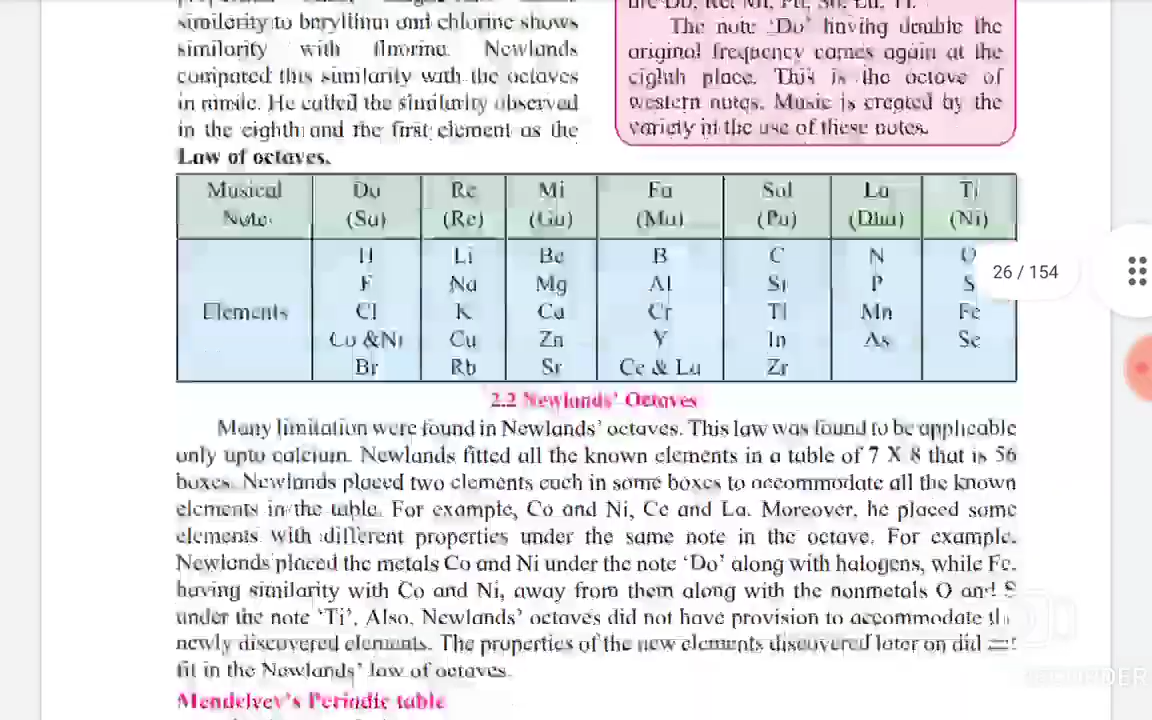 similarity to beryllium and chlorine shows
similarity with fluorine. Newlands
compared this similarity with the octaves
in music. He called the similarity observed
in the eighth and the first element as the
Law of octaves.
The note 'Do' having double the
original frequency comes again at the
eighth place. This is the octave of
western notes. Music is created by the
variety in the use of these notes.
Musical Note Do (Sa) Re (Re) Mi (Ga) Fa (Ma) Sol (Pa) La (Dha) Ti (Ni)
H Li Be B C N O
F Na Mg Al Si P S
Elements Cl K Ca Cr Ti Mn Fe
Co & Ni Cu Zn Y In As Se
Br Rb Sr Ce & La Zr
26 / 154
2.2 Newlands' Octaves
Many limitation were found in Newlands' octaves. This law was found to be applicable
only upto calcium. Newlands fitted all the known elements in a table of 7 X 8 that is 56
boxes. Newlands placed two elements each in some boxes to accommodate all the known
elements in the table. For example, Co and Ni, Ce and La. Moreover, he placed some
elements with different properties under the same note in the octave. For example,
Newlands placed the metals Co and Ni under the note 'Do' along with halogens, while Fe,
having similarity with Co and Ni, away from them along with the nonmetals O and S
under the note 'Ti'. Also, Newlands' octaves did not have provision to accommodate the
newly discovered elements. The properties of the new elements discovered later on did
fit in the Newlands' law of octaves.
Mendelyev's Periodic table